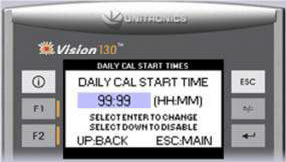 UNITRONICS
Vision130™
DAILY CAL START TIMES
DAILY CAL START TIME
99:99 (HH:MM)
SELECT ENTER TO CHANGE
SELECT DOWN TO DISABLE
UP:BACK ESC:MAIN
i ESC
F1 +/-
F2